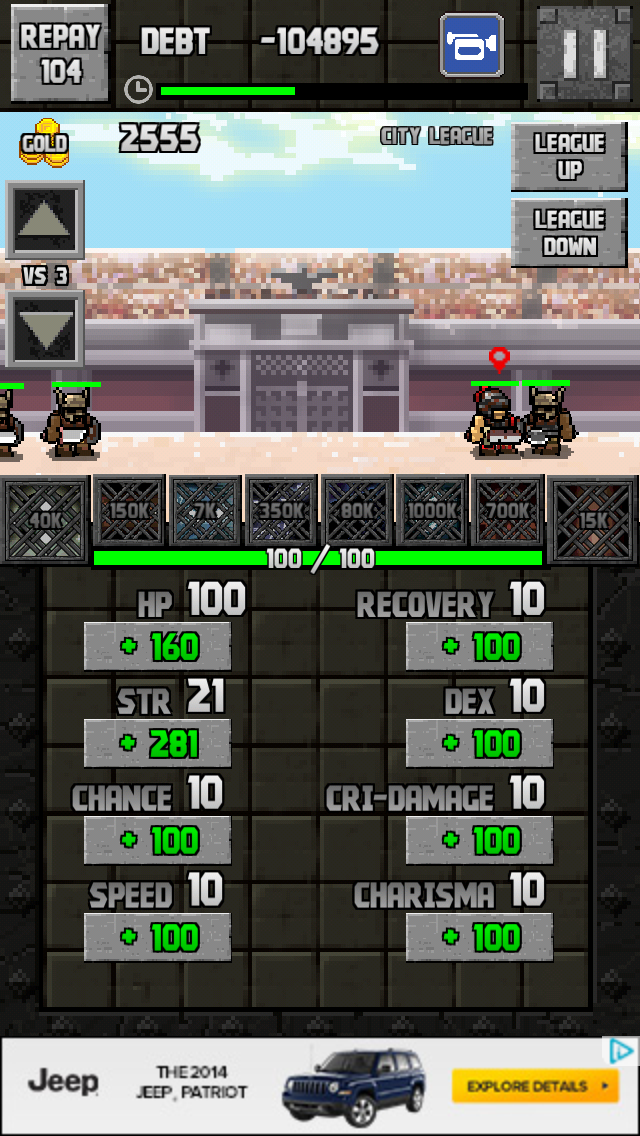 REPAY
104
DEBT -104895
GOLD 2555
CITY LEAGUE
LEAGUE
UP
LEAGUE
DOWN
VS 3
40K 150K 7K 350K 80K 1000K 700K 15K
100 / 100
HP 100 RECOVERY 10
+ 160 + 100
STR 21 DEX 10
+ 281 + 100
CHANCE 10 CRI-DAMAGE 10
+ 100 + 100
SPEED 10 CHARISMA 10
+ 100 + 100
Jeep THE 2014
JEEP, PATRIOT
EXPLORE DETAILS